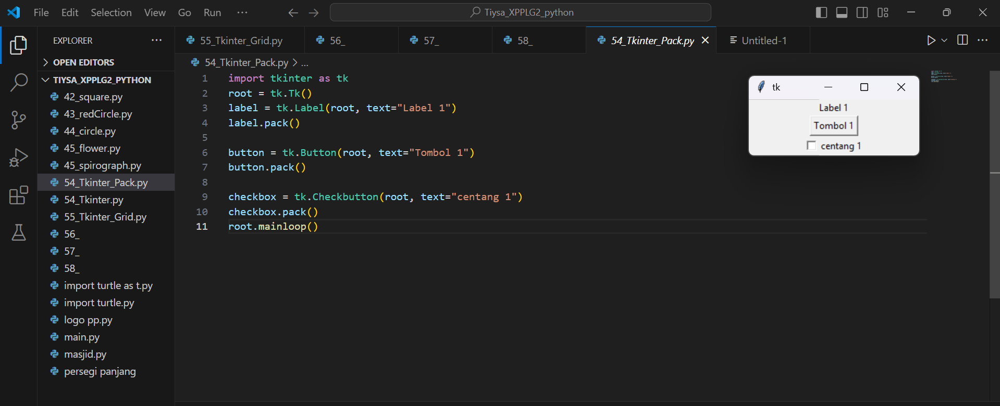 File Edit Selection View Go Run ... Tiysa_XPPLG2_python
EXPLORER ...
OPEN EDITORS
TIYSA_XPPLG2_PYTHON
42_square.py
43_redCircle.py
44_circle.py
45_flower.py
45_spirograph.py
54_Tkinter_Pack.py
54_Tkinter.py
55_Tkinter_Grid.py
56_
57_
58_
import turtle as t.py
import turtle.py
logo pp.py
main.py
masjid.py
persegi panjang
55_Tkinter_Grid.py 56_ 57_ 58_ 54_Tkinter_Pack.py Untitled-1
54_Tkinter_Pack.py > ...
1 import tkinter as tk
2 root = tk.Tk()
3 label = tk.Label(root, text="Label 1")
4 label.pack()
5
6 button = tk.Button(root, text="Tombol 1")
7 button.pack()
8
9 checkbox = tk.Checkbutton(root, text="centang 1")
10 checkbox.pack()
11 root.mainloop()
tk
Label 1
Tombol 1
centang 1